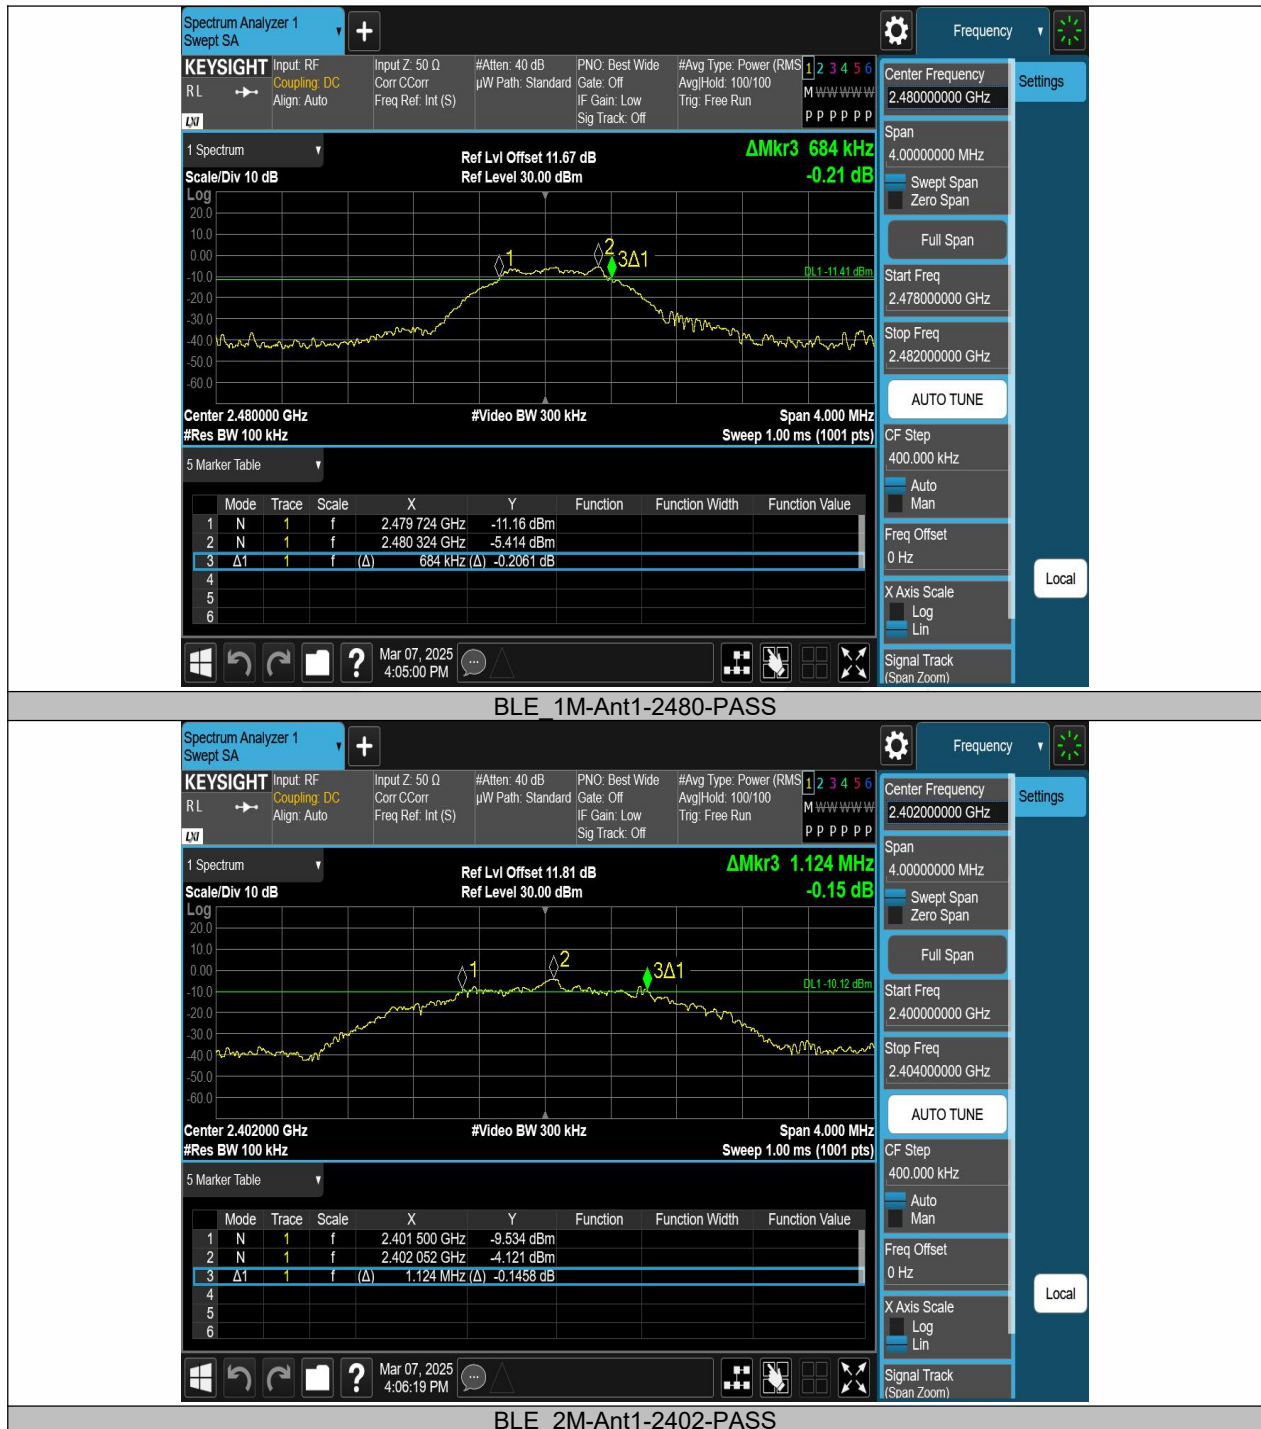 Spectrum Analyzer 1
Swept SA
+
Frequency
KEYSIGHT
RL
LXI
Input: RF
Coupling: DC
Align: Auto
Input Z: 50 Ω
Corr CCorr
Freq Ref: Int (S)
#Atten: 40 dB
µW Path: Standard
PNO: Best Wide
Gate: Off
IF Gain: Low
Sig Track: Off
#Avg Type: Power (RMS
Avg|Hold: 100/100
Trig: Free Run
1 2 3 4 5 6
M W W W W W
P P P P P P
1 Spectrum
Scale/Div 10 dB
Ref Lvl Offset 11.67 dB
Ref Level 30.00 dBm
ΔMkr3 684 kHz
-0.21 dB
Log
20.0
10.0
0.00
-10.0
-20.0
-30.0
-40.0
-50.0
-60.0
1
2
3Δ1
DL1 -11.41 dBm
Center 2.480000 GHz
#Res BW 100 kHz
#Video BW 300 kHz
Span 4.000 MHz
Sweep 1.00 ms (1001 pts)
5 Marker Table
Mode Trace Scale X Y Function Function Width Function Value
1 N 1 f 2.479 724 GHz -11.16 dBm
2 N 1 f 2.480 324 GHz -5.414 dBm
3 Δ1 1 f (Δ) 684 kHz (Δ) -0.2061 dB
4
5
6
?
Mar 07, 2025
4:05:00 PM
Center Frequency
2.480000000 GHz
Settings
Span
4.00000000 MHz
Swept Span
Zero Span
Full Span
Start Freq
2.478000000 GHz
Stop Freq
2.482000000 GHz
AUTO TUNE
CF Step
400.000 kHz
Auto
Man
Freq Offset
0 Hz
Local
X Axis Scale
Log
Lin
Signal Track
(Span Zoom)
BLE_1M-Ant1-2480-PASS
Spectrum Analyzer 1
Swept SA
+
Frequency
KEYSIGHT
RL
LXI
Input: RF
Coupling: DC
Align: Auto
Input Z: 50 Ω
Corr CCorr
Freq Ref: Int (S)
#Atten: 40 dB
µW Path: Standard
PNO: Best Wide
Gate: Off
IF Gain: Low
Sig Track: Off
#Avg Type: Power (RMS
Avg|Hold: 100/100
Trig: Free Run
1 2 3 4 5 6
M W W W W W
P P P P P P
1 Spectrum
Scale/Div 10 dB
Ref Lvl Offset 11.81 dB
Ref Level 30.00 dBm
ΔMkr3 1.124 MHz
-0.15 dB
Log
20.0
10.0
0.00
-10.0
-20.0
-30.0
-40.0
-50.0
-60.0
1
2
3Δ1
DL1 -10.12 dBm
Center 2.402000 GHz
#Res BW 100 kHz
#Video BW 300 kHz
Span 4.000 MHz
Sweep 1.00 ms (1001 pts)
5 Marker Table
Mode Trace Scale X Y Function Function Width Function Value
1 N 1 f 2.401 500 GHz -9.534 dBm
2 N 1 f 2.402 052 GHz -4.121 dBm
3 Δ1 1 f (Δ) 1.124 MHz (Δ) -0.1458 dB
4
5
6
?
Mar 07, 2025
4:06:19 PM
Center Frequency
2.402000000 GHz
Settings
Span
4.00000000 MHz
Swept Span
Zero Span
Full Span
Start Freq
2.400000000 GHz
Stop Freq
2.404000000 GHz
AUTO TUNE
CF Step
400.000 kHz
Auto
Man
Freq Offset
0 Hz
Local
X Axis Scale
Log
Lin
Signal Track
(Span Zoom)
BLE_2M-Ant1-2402-PASS